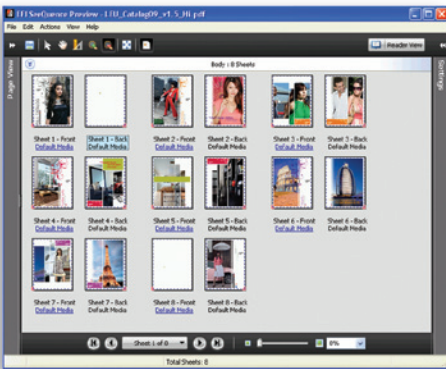 EFI SeeQuence Preview - LFU_Catalog09_v1.5_Hi.pdf
File Edit Actions View Help
Reader View
Page View
Settings
Body : 8 Sheets
Sheet 1 - Front Sheet 1 - Back Sheet 2 - Front Sheet 2 - Back Sheet 3 - Front Sheet 3 - Back
Default Media Default Media Default Media Default Media Default Media Default Media
Sheet 4 - Front Sheet 4 - Back Sheet 5 - Front Sheet 5 - Back Sheet 6 - Front Sheet 6 - Back
Default Media Default Media Default Media Default Media Default Media Default Media
Sheet 7 - Front Sheet 7 - Back Sheet 8 - Front Sheet 8 - Back
Default Media Default Media Default Media Default Media
Sheet 1 of 8
8%
Total Sheets: 8